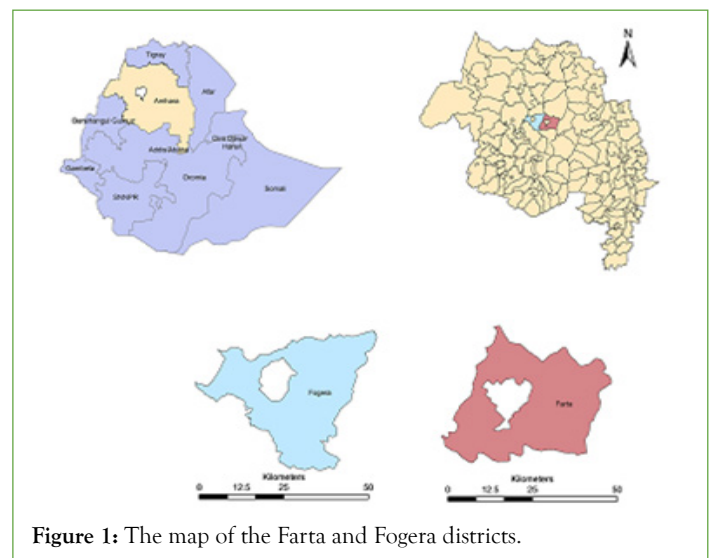 N
Tigray
Afar
Amhara
Benshangul Gumuz
Dire Dawa
Harari
Addis Ababa
Gambela
Oromia
Somali
SNNPR
Fogera
Farta
Kilometers
0 12.5 25 50
Kilometers
0 12.5 25 50
Figure 1: The map of the Farta and Fogera districts.